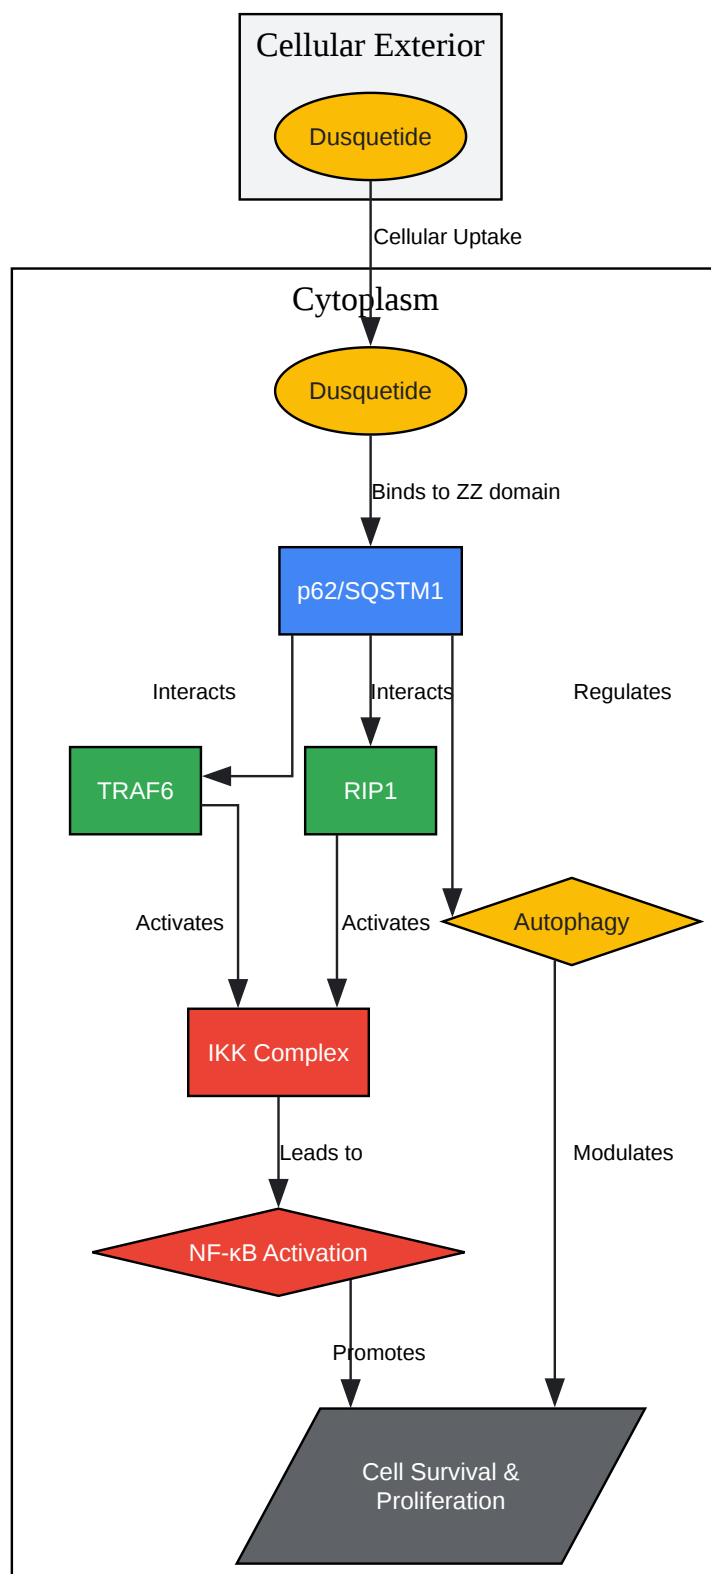 Cellular Exterior
Dusquetide
Cellular Uptake
Cytoplasm
Dusquetide
Binds to ZZ domain
p62/SQSTM1
Interacts
Interacts
Regulates
TRAF6
RIP1
Activates
Activates
Autophagy
IKK Complex
Leads to
Modulates
NF-κB Activation
Promotes
Cell Survival &
Proliferation